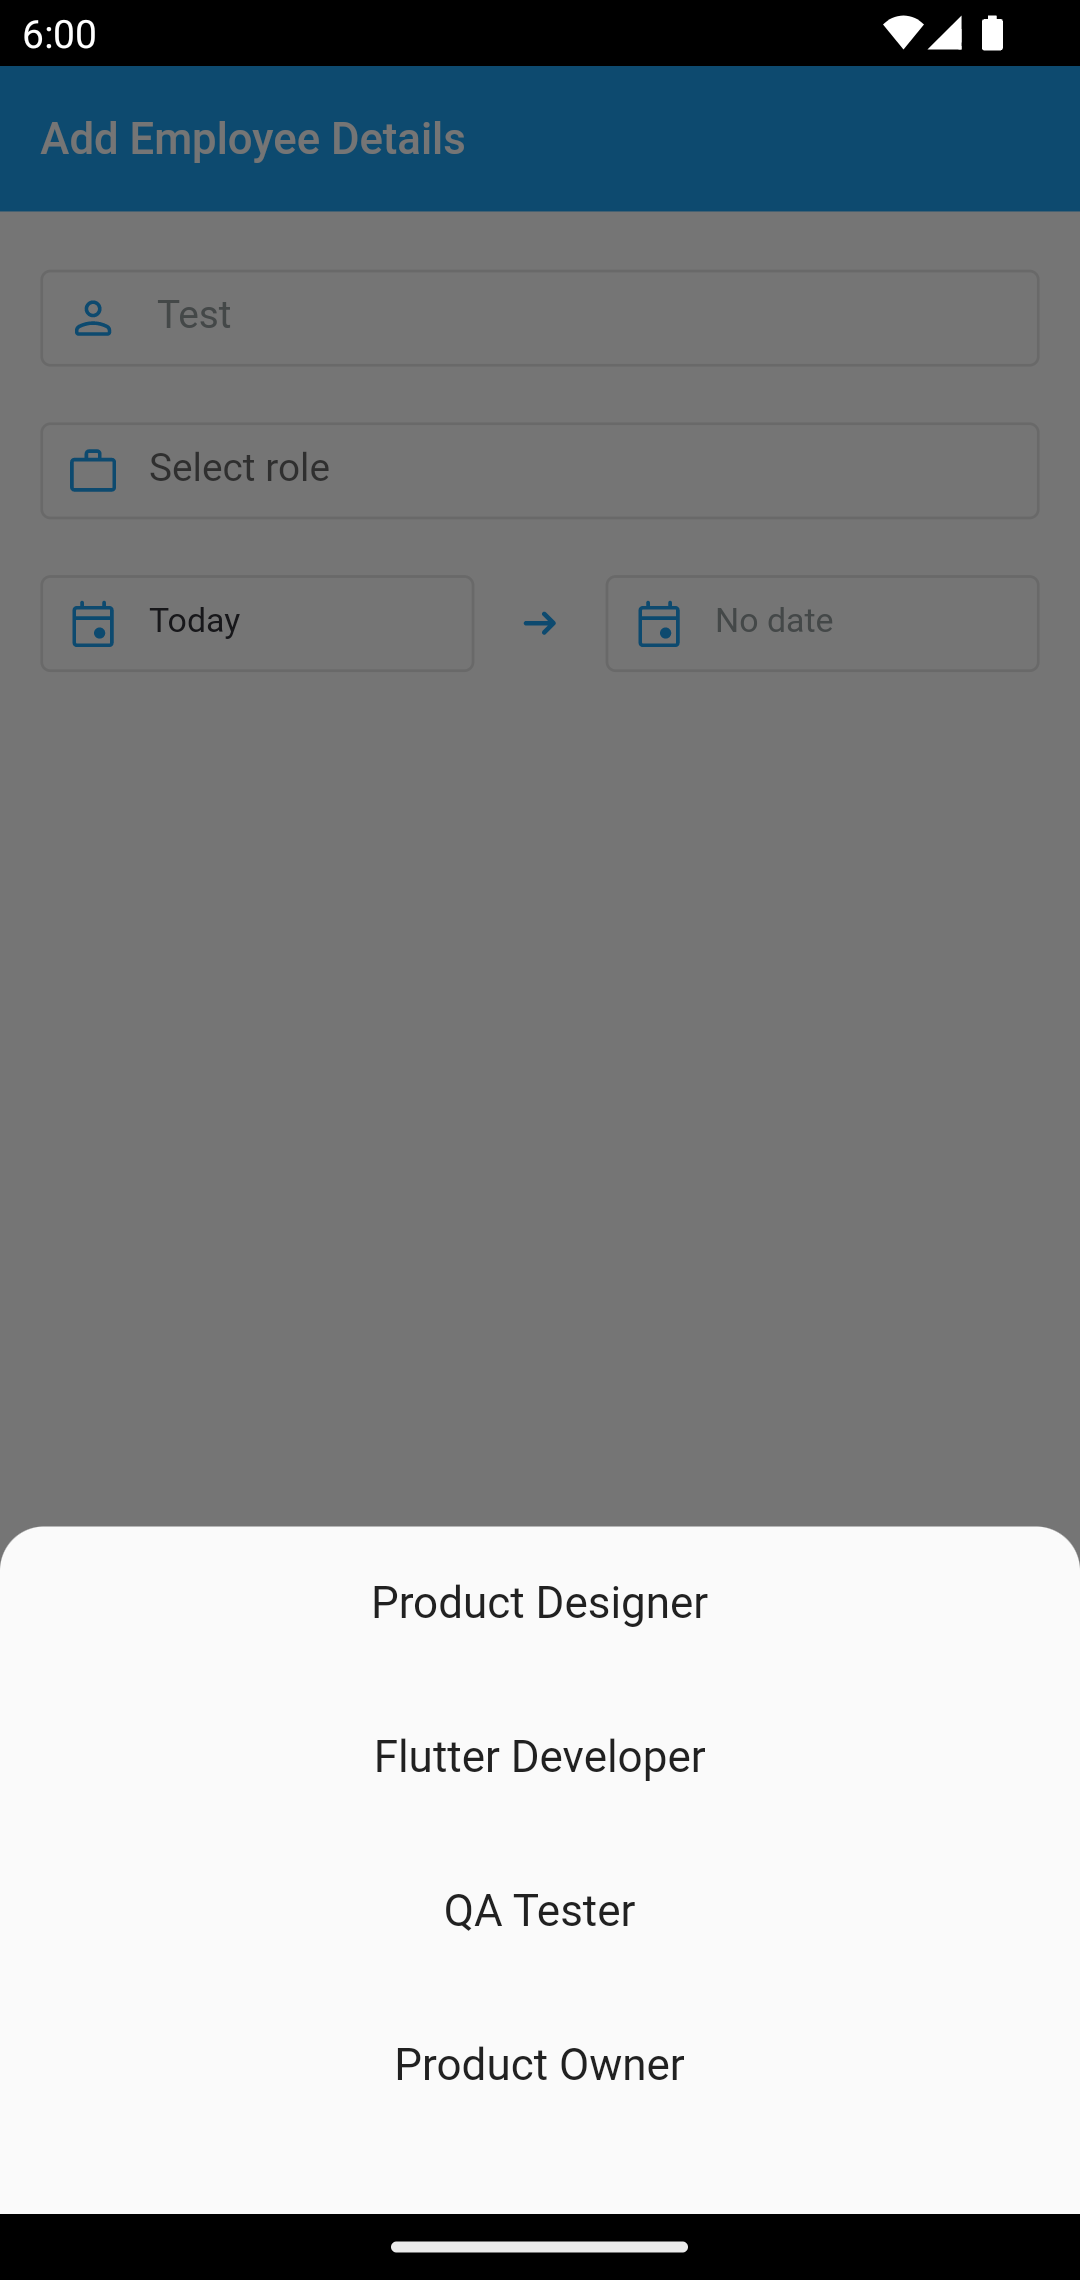 6:00
Add Employee Details
Test
Select role
Today
No date
Product Designer
Flutter Developer
QA Tester
Product Owner